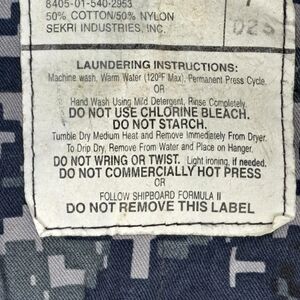 8405-01-540-2953
50% COTTON/50% NYLON
SEKRI INDUSTRIES, INC.
LAUNDERING INSTRUCTIONS:
Machine wash, Warm Water (120°F Max), Permanent Press Cycle.
OR
Hand Wash Using Mild Detergent, Rinse Completely.
DO NOT USE CHLORINE BLEACH.
DO NOT STARCH.
Tumble Dry Medium Heat and Remove Immediately From Dryer.
To Drip Dry, Remove From Water and Place on Hanger.
DO NOT WRING OR TWIST. Light ironing, if needed.
DO NOT COMMERCIALLY HOT PRESS
OR
FOLLOW SHIPBOARD FORMULA II
DO NOT REMOVE THIS LABEL